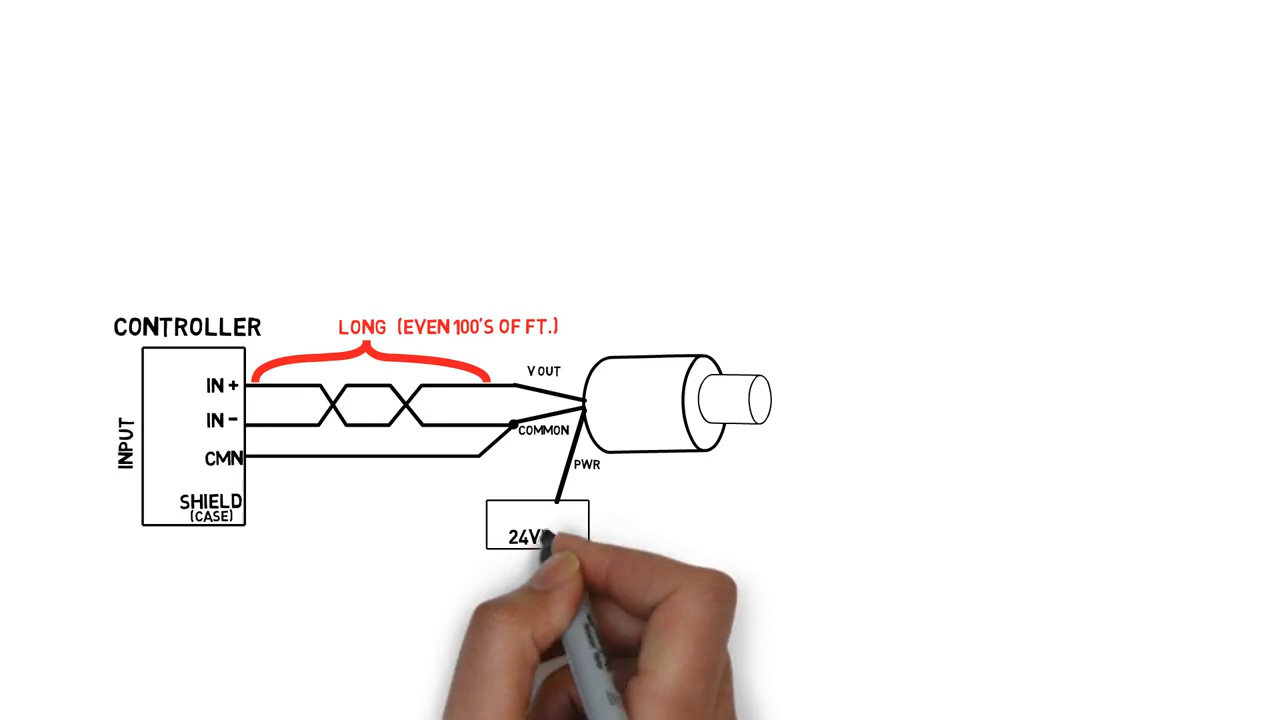 CONTROLLER
LONG (EVEN 100'S OF FT.)
V OUT
IN +
IN -
COMMON
INPUT
CMN
PWR
SHIELD
(CASE)
24V